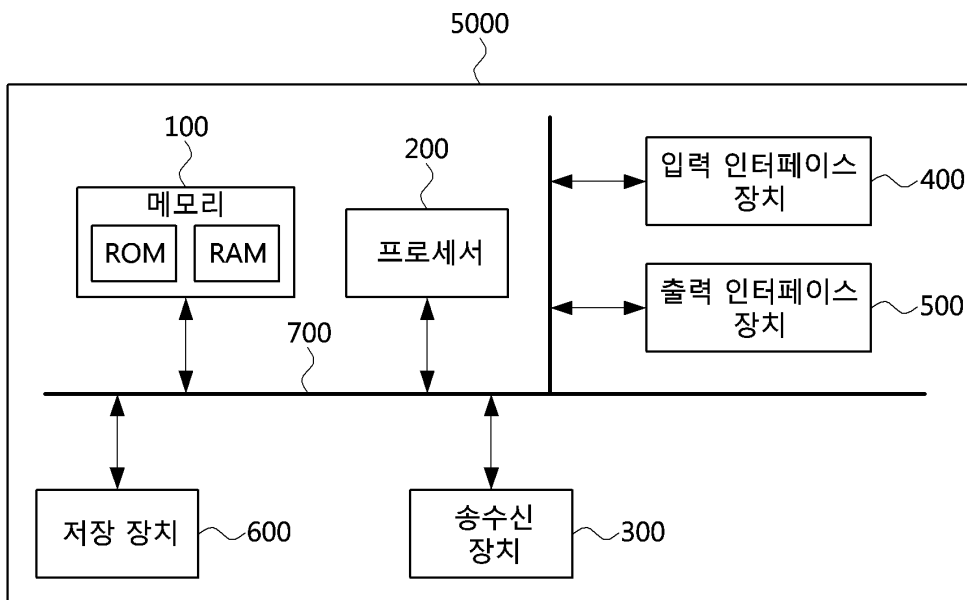 5000
100
메모리
ROM
RAM
200
프로세서
입력 인터페이스
장치
400
출력 인터페이스
장치
500
700
저장 장치
600
송수신
장치
300